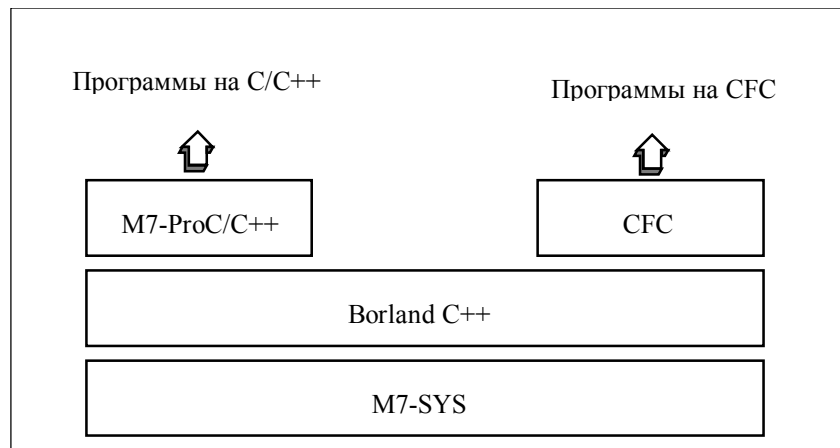 Программы на C/C++
Программы на CFC
M7-ProC/C++
CFC
Borland C++
M7-SYS